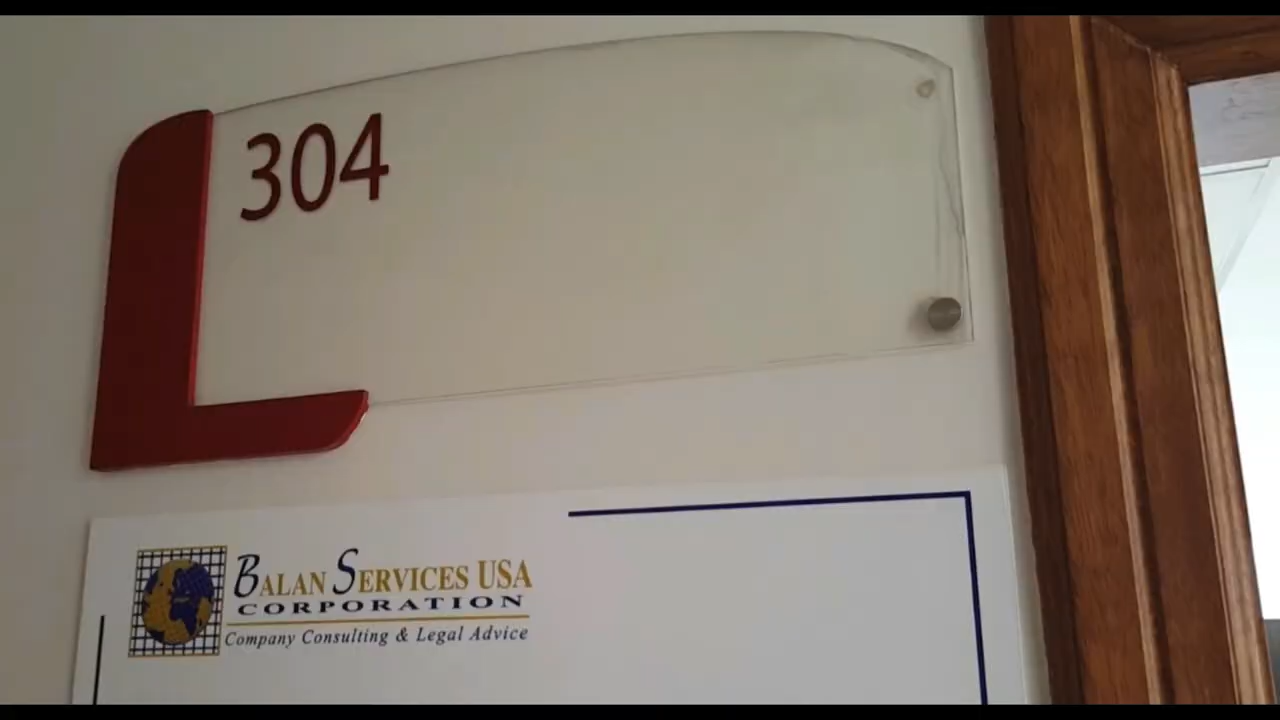 304
BALAN SERVICES USA
CORPORATION
Company Consulting & Legal Advice